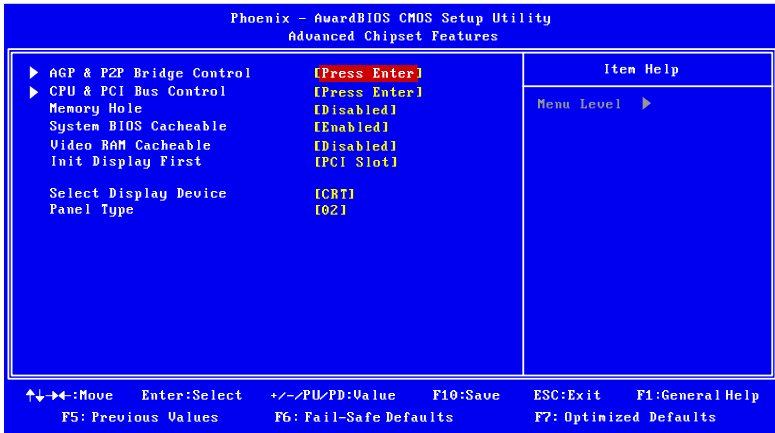 Phoenix - AwardBIOS CMOS Setup Utility
Advanced Chipset Features
AGP & P2P Bridge Control [Press Enter]
CPU & PCI Bus Control [Press Enter]
Memory Hole [Disabled]
System BIOS Cacheable [Enabled]
Video RAM Cacheable [Disabled]
Init Display First [PCI Slot]
Select Display Device [CRT]
Panel Type [02]
Item Help
Menu Level
↑↓→←:Move Enter:Select +/-/PU/PD:Value F10:Save ESC:Exit F1:General Help
F5: Previous Values F6: Fail-Safe Defaults F7: Optimized Defaults